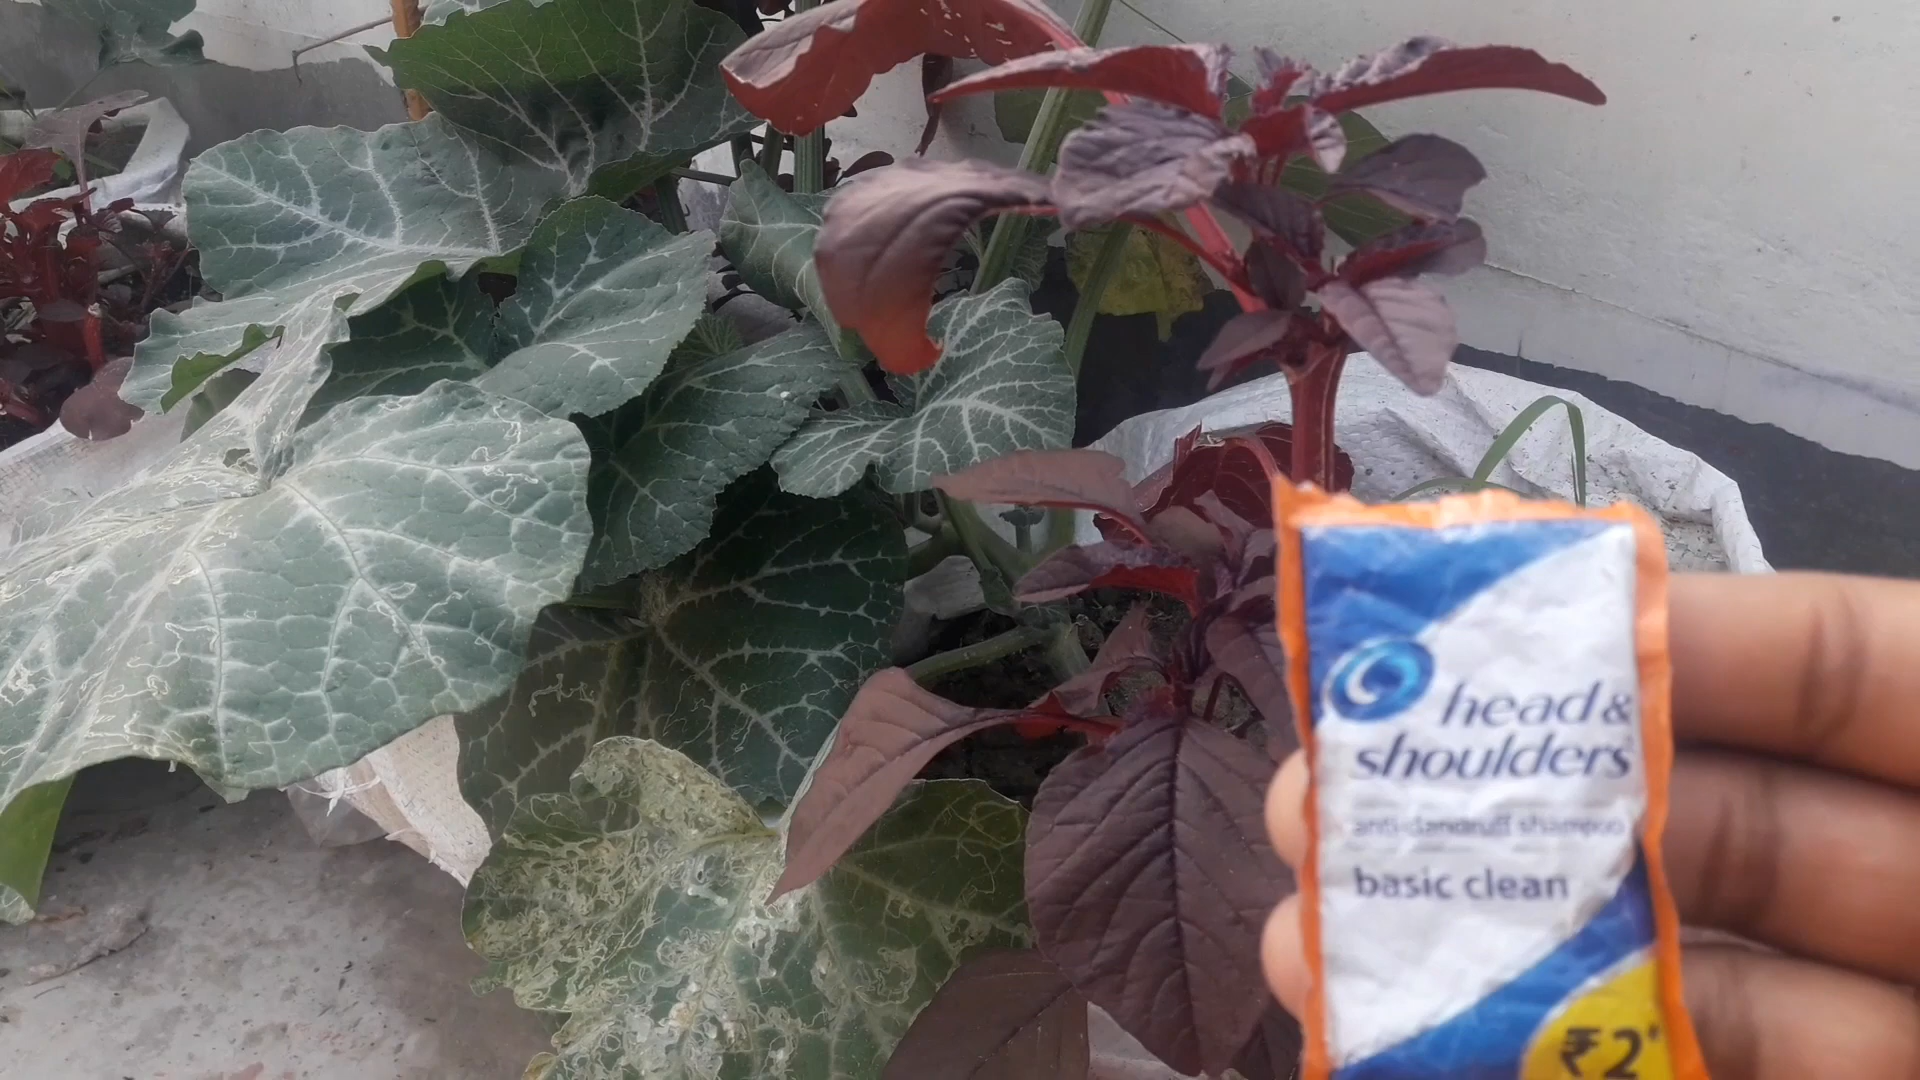 head &
shoulders
anti-dandruff shampoo
basic clean
₹2*